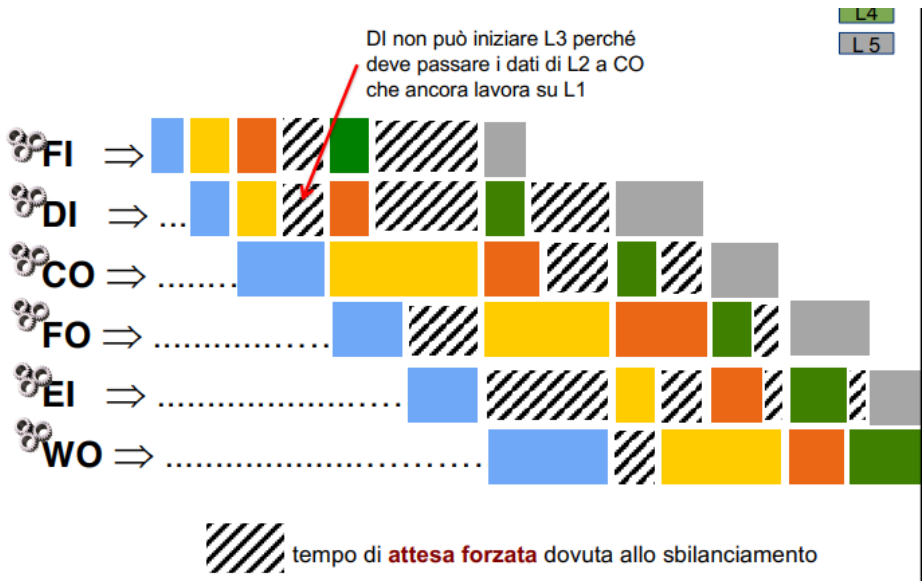 L4
L 5
DI non può iniziare L3 perché
deve passare i dati di L2 a CO
che ancora lavora su L1
FI ⇒
DI ⇒ ...
CO ⇒ ........
FO ⇒ .................
EI ⇒ ........................
WO ⇒ ................................
tempo di attesa forzata dovuta allo sbilanciamento